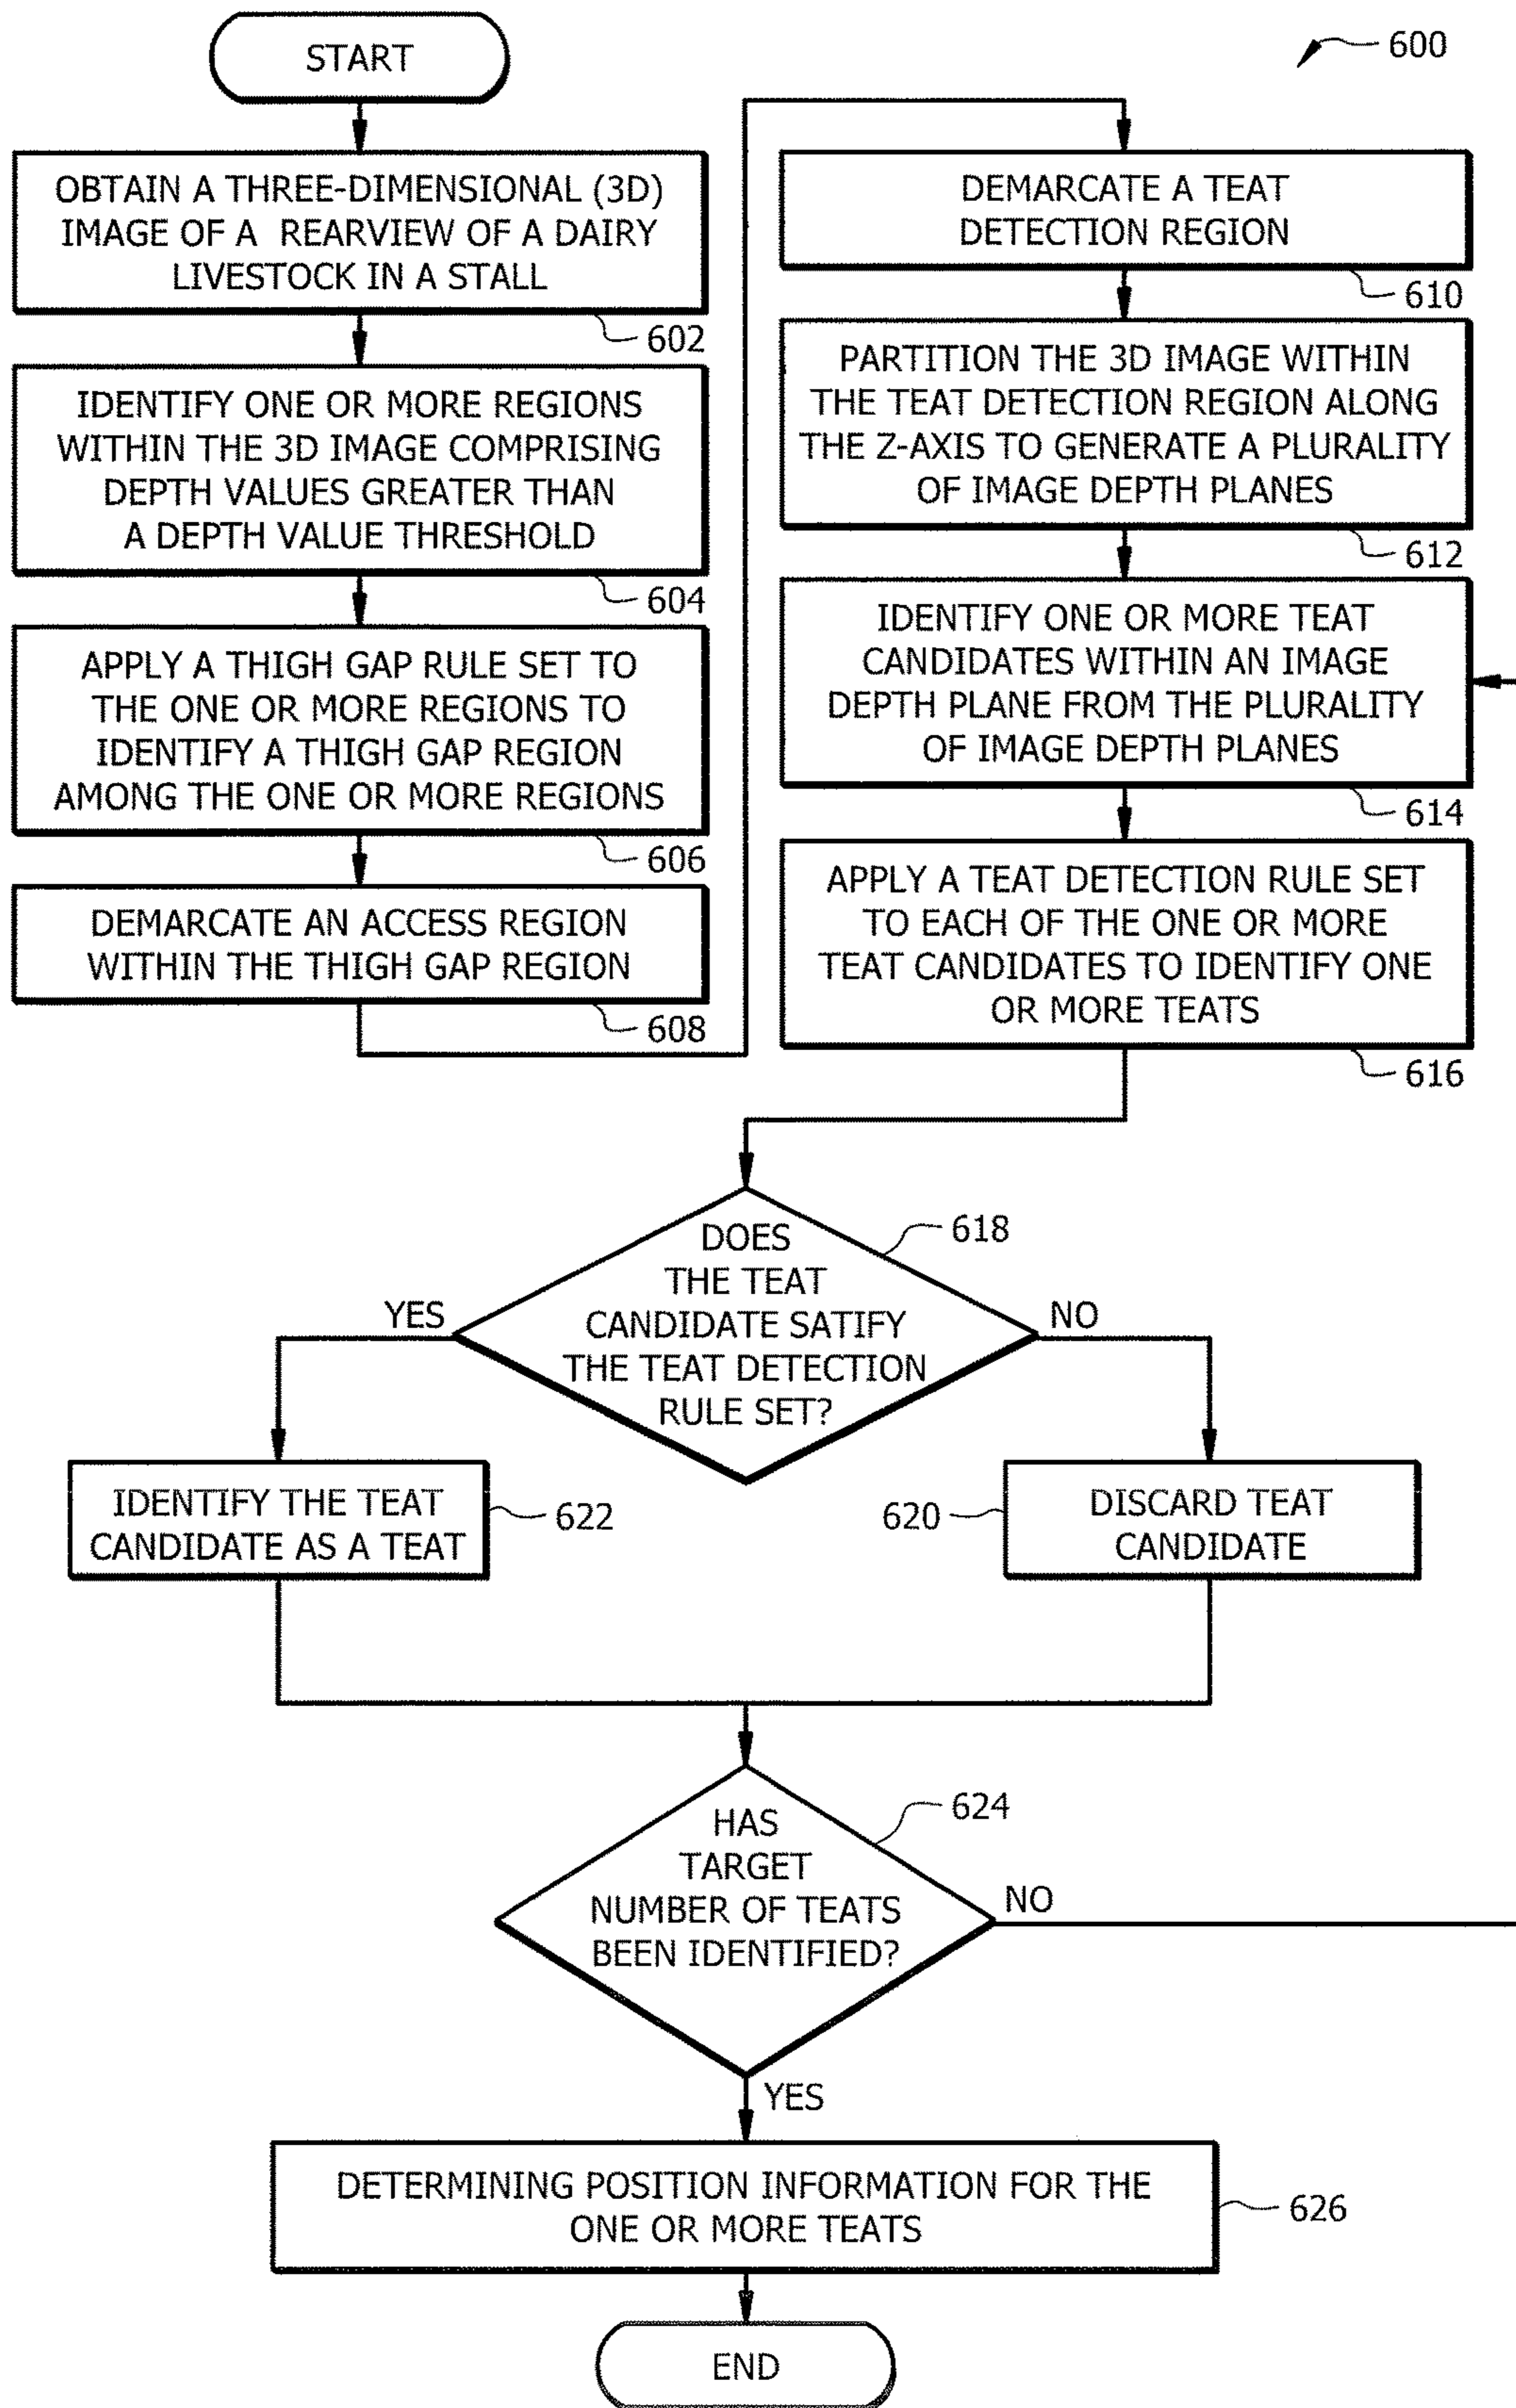 START
600
OBTAIN A THREE-DIMENSIONAL (3D)
IMAGE OF A REARVIEW OF A DAIRY
LIVESTOCK IN A STALL
602
IDENTIFY ONE OR MORE REGIONS
WITHIN THE 3D IMAGE COMPRISING
DEPTH VALUES GREATER THAN
A DEPTH VALUE THRESHOLD
604
APPLY A THIGH GAP RULE SET TO
THE ONE OR MORE REGIONS TO
IDENTIFY A THIGH GAP REGION
AMONG THE ONE OR MORE REGIONS
606
DEMARCATE AN ACCESS REGION
WITHIN THE THIGH GAP REGION
608
DEMARCATE A TEAT
DETECTION REGION
610
PARTITION THE 3D IMAGE WITHIN
THE TEAT DETECTION REGION ALONG
THE Z-AXIS TO GENERATE A PLURALITY
OF IMAGE DEPTH PLANES
612
IDENTIFY ONE OR MORE TEAT
CANDIDATES WITHIN AN IMAGE
DEPTH PLANE FROM THE PLURALITY
OF IMAGE DEPTH PLANES
614
APPLY A TEAT DETECTION RULE SET
TO EACH OF THE ONE OR MORE
TEAT CANDIDATES TO IDENTIFY ONE
OR MORE TEATS
616
DOES
THE TEAT
CANDIDATE SATIFY
THE TEAT DETECTION
RULE SET?
618
YES
NO
IDENTIFY THE TEAT
CANDIDATE AS A TEAT
622
620
DISCARD TEAT
CANDIDATE
HAS
TARGET
NUMBER OF TEATS
BEEN IDENTIFIED?
624
NO
YES
DETERMINING POSITION INFORMATION FOR THE
ONE OR MORE TEATS
626
END